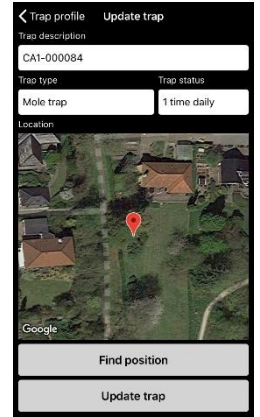 Trap profile Update trap
Trap description
CA1-000084
Trap type Trap status
Mole trap 1 time daily
Location
Google
Find position
Update trap